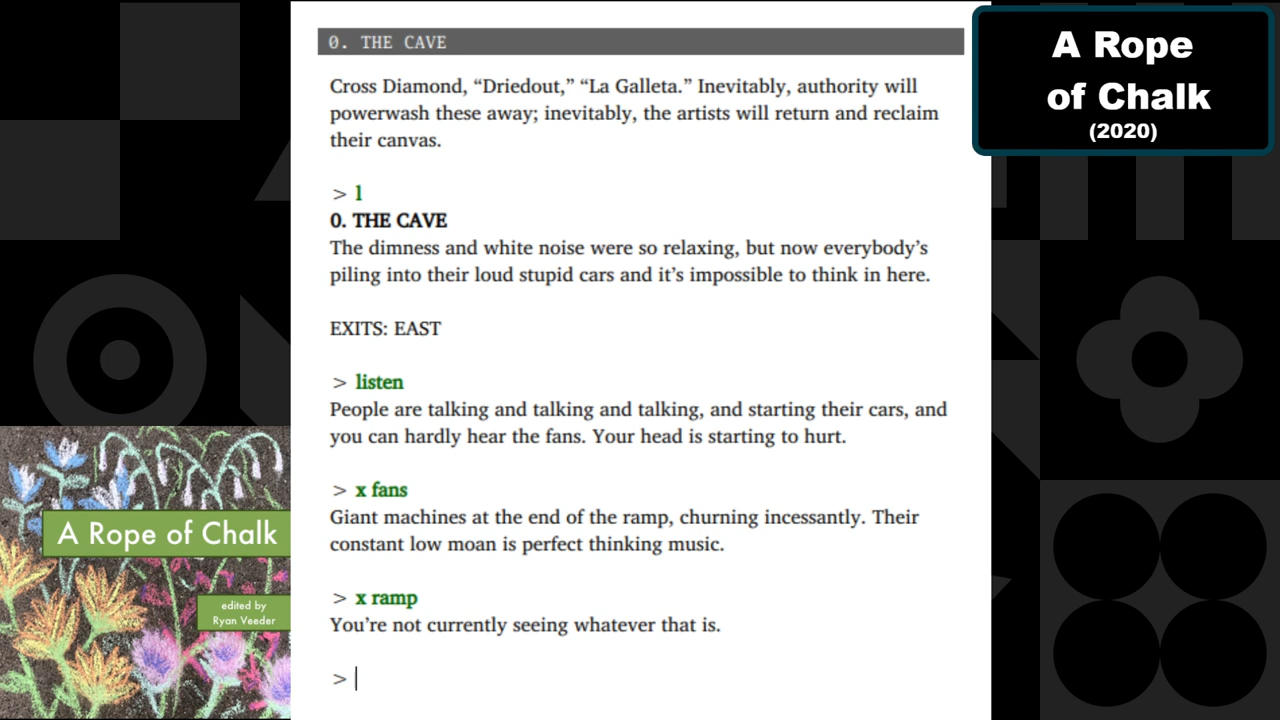 0. THE CAVE
Cross Diamond, “Driedout,” “La Galleta.” Inevitably, authority will
powerwash these away; inevitably, the artists will return and reclaim
their canvas.
> l
0. THE CAVE
The dimness and white noise were so relaxing, but now everybody’s
piling into their loud stupid cars and it’s impossible to think in here.
EXITS: EAST
> listen
People are talking and talking and talking, and starting their cars, and
you can hardly hear the fans. Your head is starting to hurt.
> x fans
Giant machines at the end of the ramp, churning incessantly. Their
constant low moan is perfect thinking music.
> x ramp
You’re not currently seeing whatever that is.
>
A Rope
of Chalk
(2020)
A Rope of Chalk
edited by
Ryan Veeder